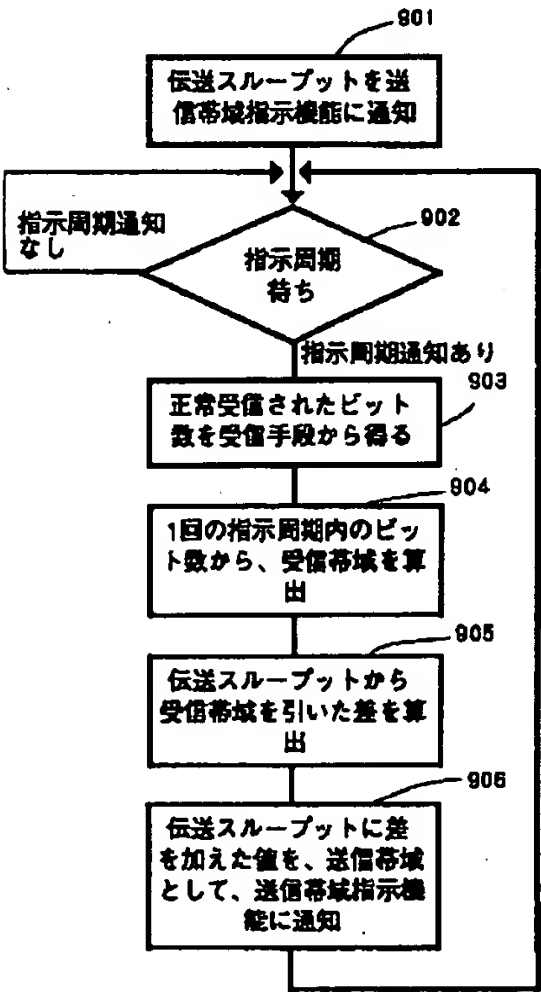 901
伝送スループットを送
信帯域指示機能に通知
指示周期通知
なし
902
指示周期
待ち
指示周期通知あり
903
正常受信されたビット
数を受信手段から得る
904
1回の指示周期内のビッ
ト数から、受信帯域を算
出
905
伝送スループットから
受信帯域を引いた差を算
出
906
伝送スループットに差
を加えた値を、送信帯域
として、送信帯域指示機
能に通知